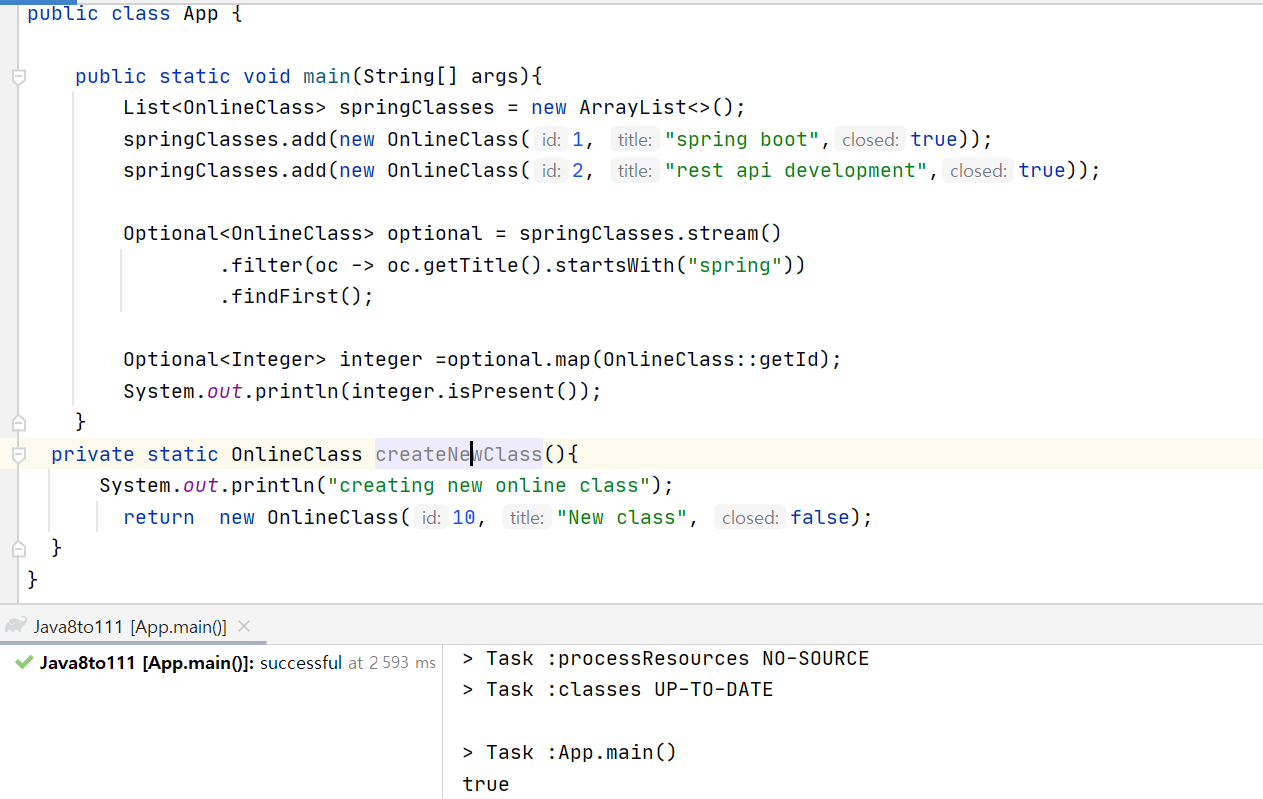 public class App {
public static void main(String[] args){
List<OnlineClass> springClasses = new ArrayList<>();
springClasses.add(new OnlineClass( id: 1, title: "spring boot", closed: true));
springClasses.add(new OnlineClass( id: 2, title: "rest api development", closed: true));
Optional<OnlineClass> optional = springClasses.stream()
.filter(oc -> oc.getTitle().startsWith("spring"))
.findFirst();
Optional<Integer> integer =optional.map(OnlineClass::getId);
System.out.println(integer.isPresent());
}
private static OnlineClass createNewClass(){
System.out.println("creating new online class");
return  new OnlineClass( id: 10, title: "New class", closed: false);
}
}
Java8to111 [App.main()]
Java8to111 [App.main()]: successful at 2 593 ms
> Task :processResources NO-SOURCE
> Task :classes UP-TO-DATE
> Task :App.main()
true